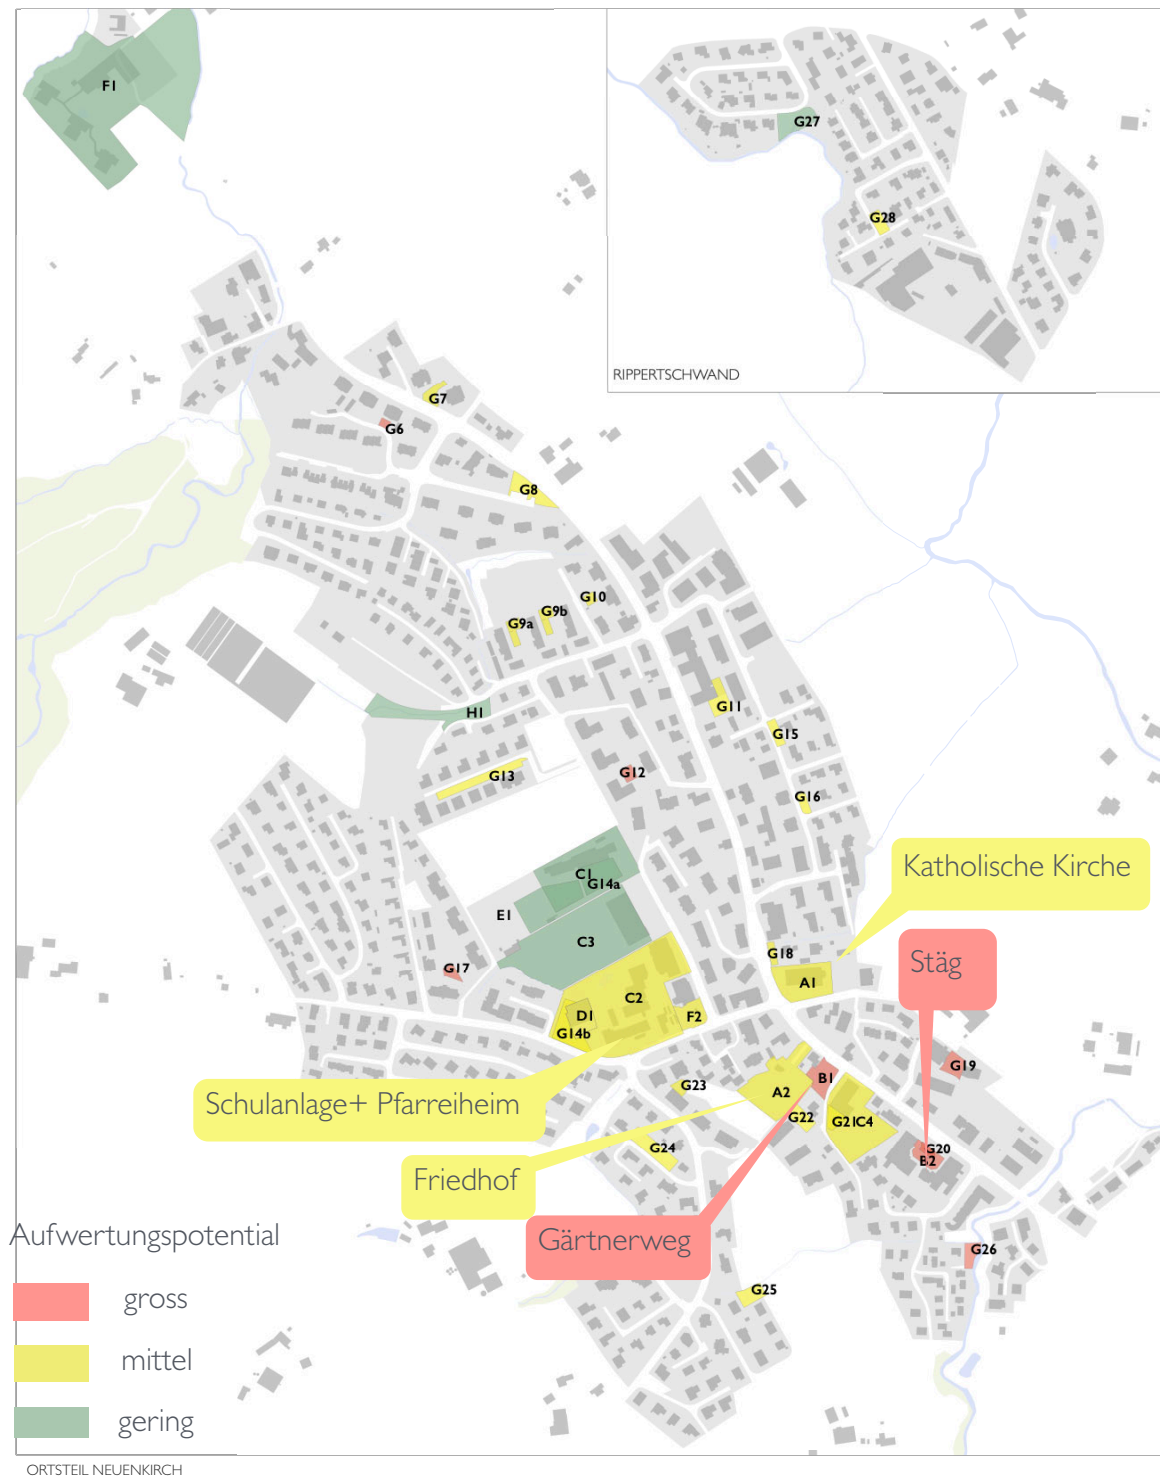 F1
G27
G28
RIPPERTSCHWAND
G7
G6
G8
G10
G9b
G9a
H1
G11
G15
G13
G12
G16
Katholische Kirche
C1
G14a
E1
C3
Stäg
G18
G17
A1
C2
D1
F2
G14b
G19
B1
G23
A2
Schulanlage+ Pfarreiheim
G22
G21C4
G24
G20
B2
Friedhof
Gärtnerweg
Aufwertungspotential
G26
G25
gross
mittel
gering
ORTSTEIL NEUENKIRCH